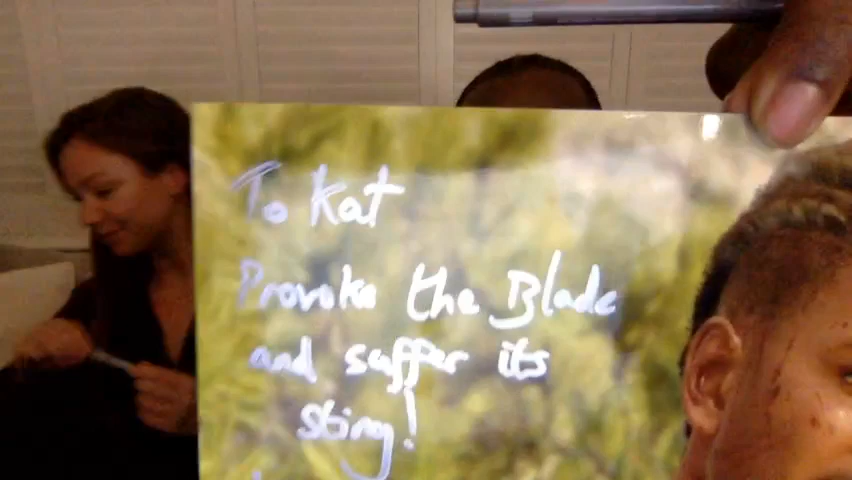 To Kat
Provoke the Blade
and suffer its
sting!